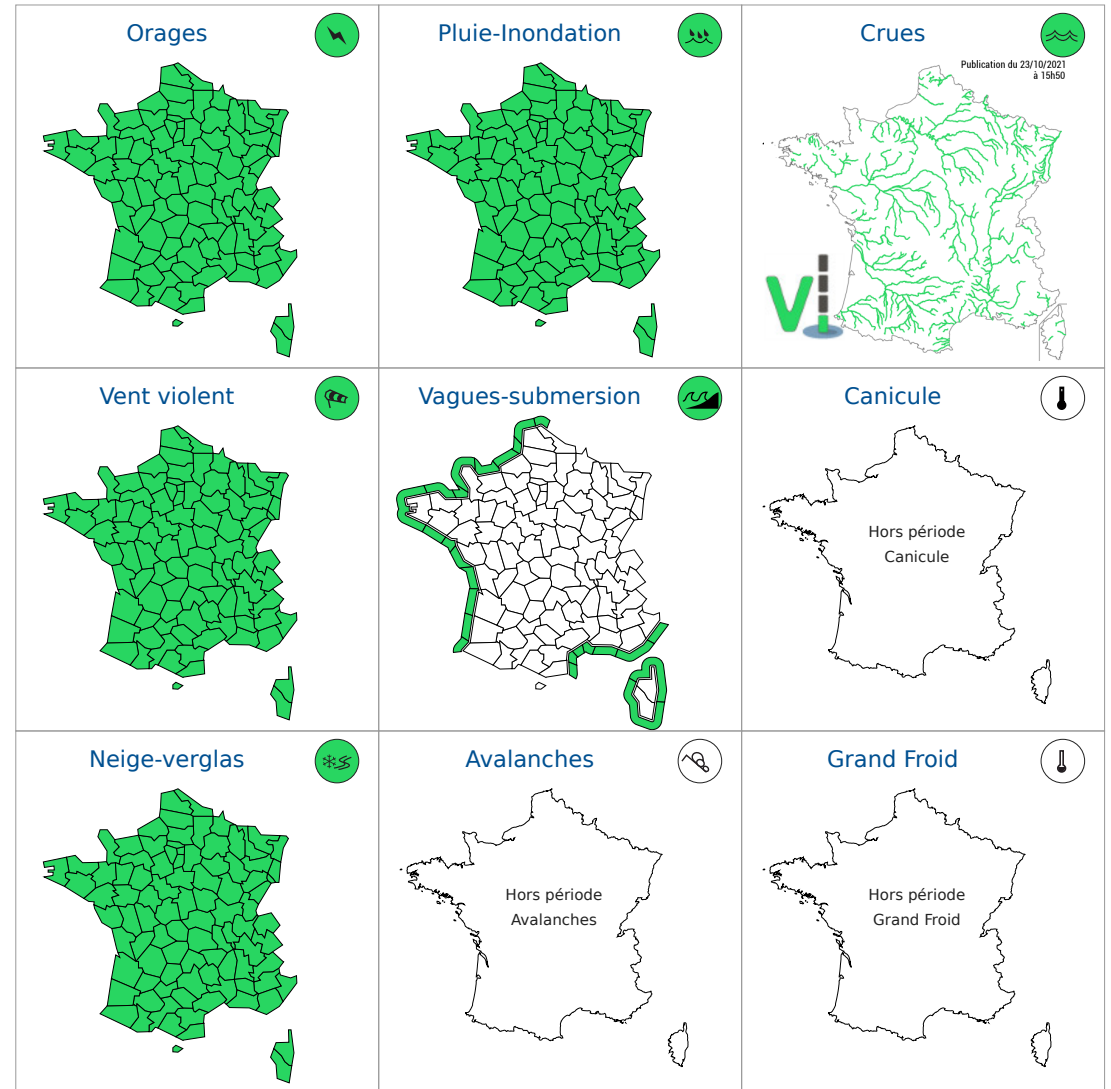 Orages
Pluie-Inondation
Crues
Publication du 23/10/2021
à 15h50
Vi
Vent violent
Vagues-submersion
Canicule
Hors période
Canicule
Neige-verglas
Avalanches
Grand Froid
Hors période
Avalanches
Hors période
Grand Froid